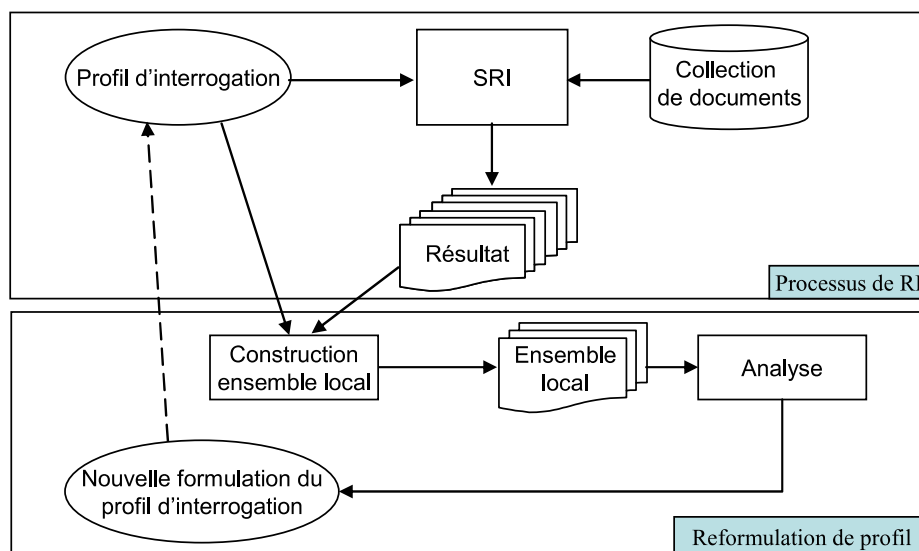 Profil d'interrogation
SRI
Collection
de documents
Résultat
Processus de RI
Construction
ensemble local
Ensemble
local
Analyse
Nouvelle formulation du
profil d'interrogation
Reformulation de profil